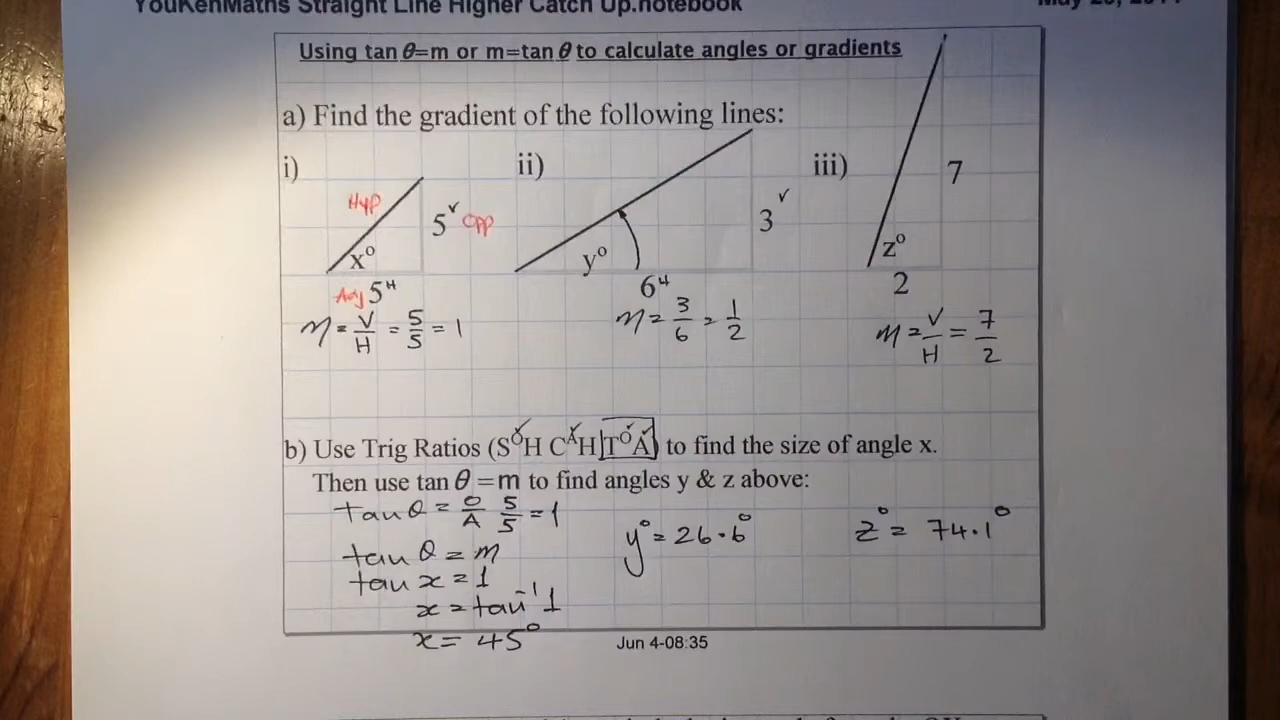 YouKenMaths Straight Line Higher Catch Up.notebook
Using tan θ=m or m=tan θ to calculate angles or gradients
a) Find the gradient of the following lines:
i)
Hyp
5 V Opp
x°
Adj 5 H
m = V/H = 5/5 = 1
ii)
3 V
y°
6 H
m = 3/6 = 1/2
iii)
7
z°
2
m = V/H = 7/2
b) Use Trig Ratios (SOH CAH TOA) to find the size of angle x.
Then use tan θ =m to find angles y & z above:
tan θ = O/A 5/5 = 1
tan θ = m
tan x = 1
x = tan⁻¹ 1
x = 45°
y° = 26.6°
z° = 74.1°
Jun 4-08:35